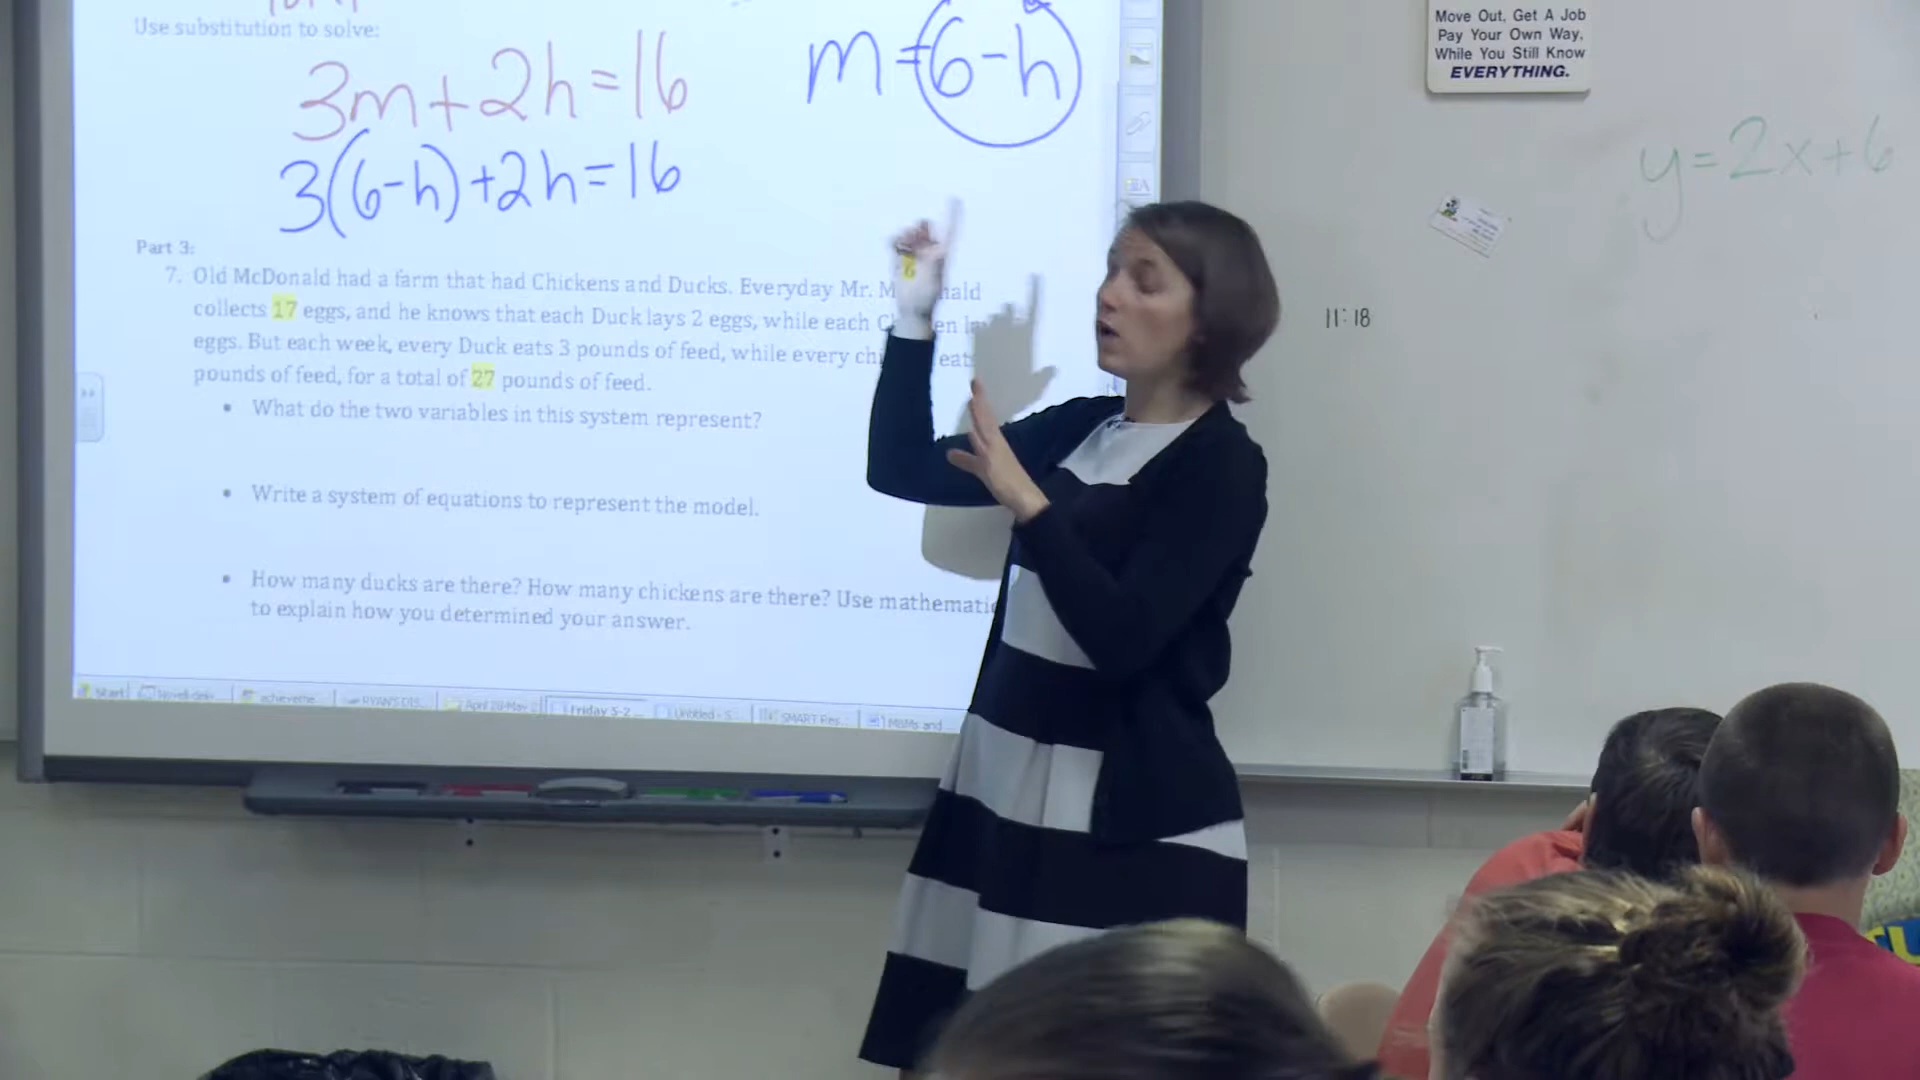 Use substitution to solve:
3m+2h=16
m=6-h
3(6-h)+2h=16
Part 3:
7. Old McDonald had a farm that had Chickens and Ducks. Everyday Mr.
collects 17 eggs, and he knows that each Duck lays 2 eggs, while each
eggs. But each week, every Duck eats 3 pounds of feed, while every
pounds of feed, for a total of 27 pounds of feed.
• What do the two variables in this system represent?
• Write a system of equations to represent the model.
• How many ducks are there? How many chickens are there? Use
to explain how you determined your answer.
Start
Friday 5-2...
SMART Res...
Move Out, Get A Job
Pay Your Own Way,
While You Still Know
EVERYTHING.
y=2x+6
11:18